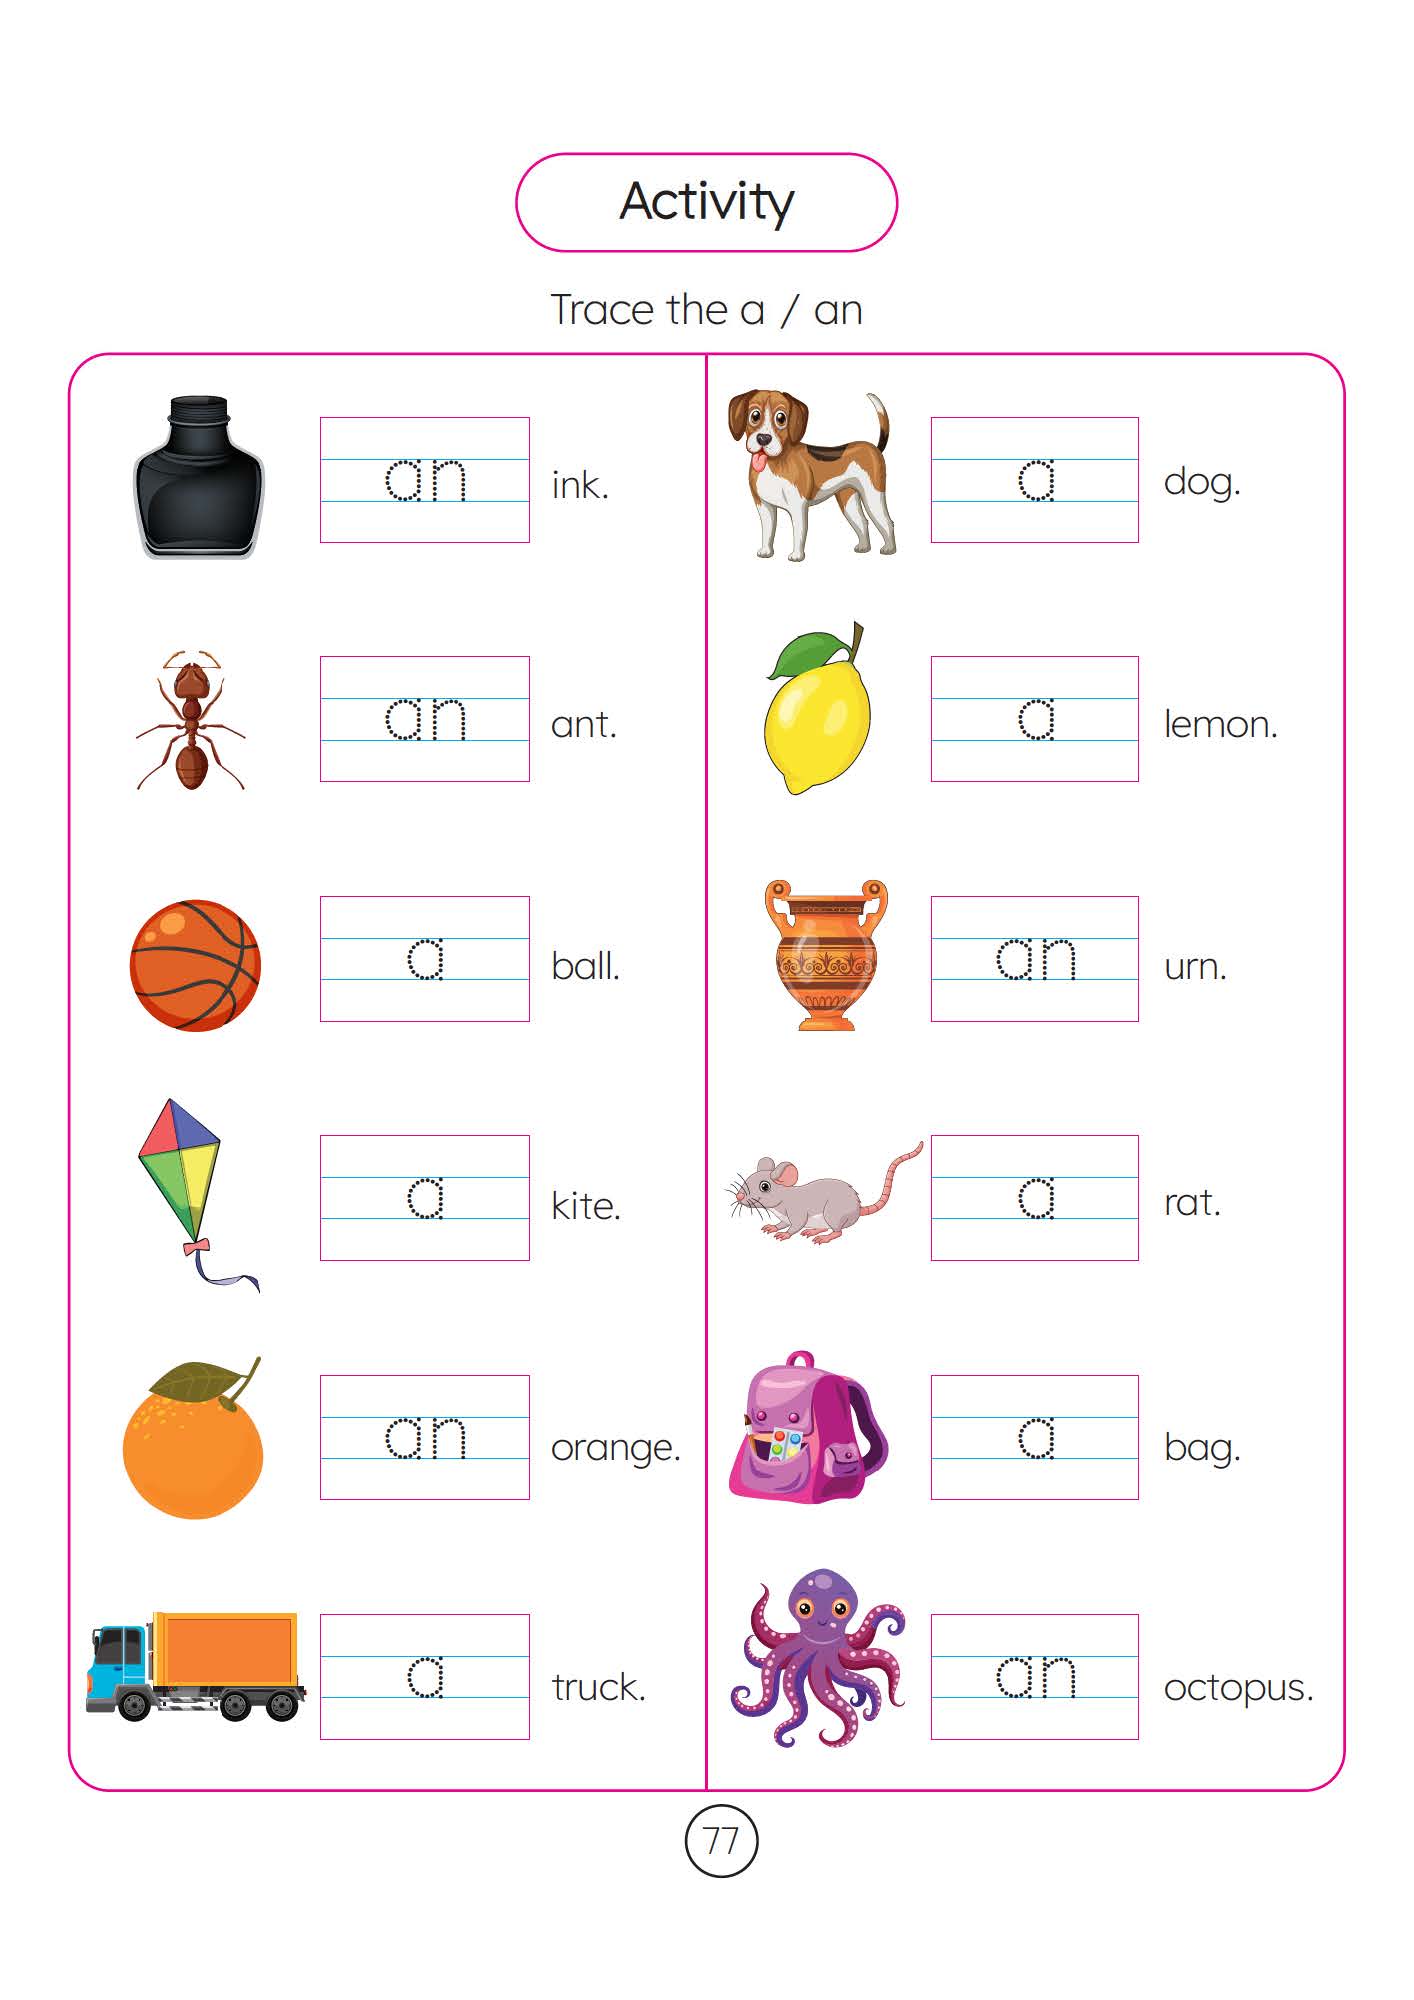 Activity
Trace the a / an
an ink.
an ant.
a ball.
a kite.
an orange.
a truck.
a dog.
a lemon.
an urn.
a rat.
a bag.
an octopus.
77